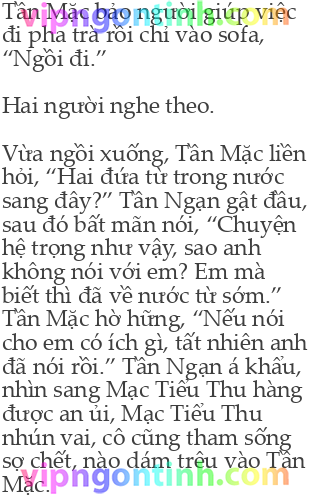 Tần Mặc bảo người giúp việc
vipngontinh.com
đi pha trà rồi chỉ vào sofa,
“Ngồi đi.”
Hai người nghe theo.
Vừa ngồi xuống, Tần Mặc liền
hỏi, “Hai đứa từ trong nước
sang đây?” Tần Ngạn gật đầu,
sau đó bất mãn nói, “Chuyện
hệ trọng như vậy, sao anh
không nói với em? Em mà
biết thì đã về nước từ sớm.”
Tần Mặc hờ hững, “Nếu nói
cho em có ích gì, tất nhiên anh
đã nói rồi.” Tần Ngạn á khẩu,
nhìn sang Mạc Tiểu Thu hàng
được an ủi, Mạc Tiểu Thu
nhún vai, cô cũng tham sống
sợ chết, nào dám trêu vào Tần
Mặc.
vipngontinh.com